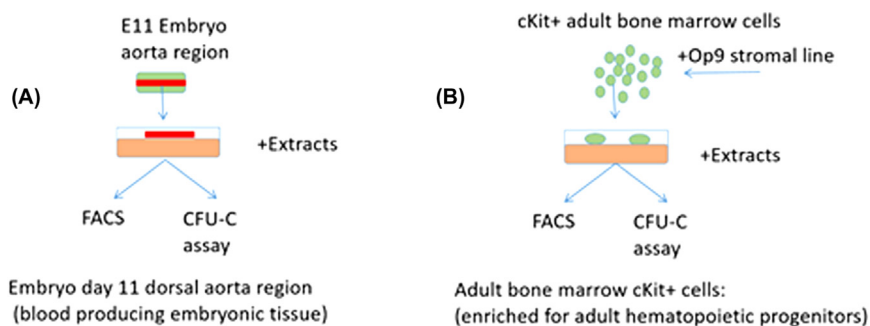 E11 Embryo
aorta region
(A)
+Extracts
FACS
CFU-C
assay
Embryo day 11 dorsal aorta region
(blood producing embryonic tissue)
cKit+ adult bone marrow cells
+Op9 stromal line
(B)
+Extracts
FACS
CFU-C
assay
Adult bone marrow cKit+ cells:
(enriched for adult hematopoietic progenitors)